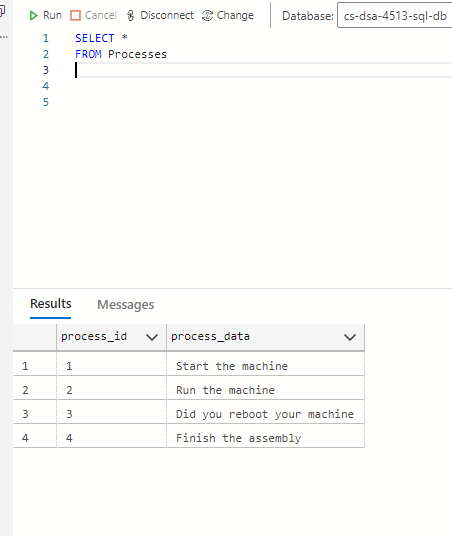 Run Cancel Disconnect Change Database: cs-dsa-4513-sql-db
...
1 SELECT *
2 FROM Processes
3
4
5
Results Messages
process_id process_data
1 1 Start the machine
2 2 Run the machine
3 3 Did you reboot your machine
4 4 Finish the assembly